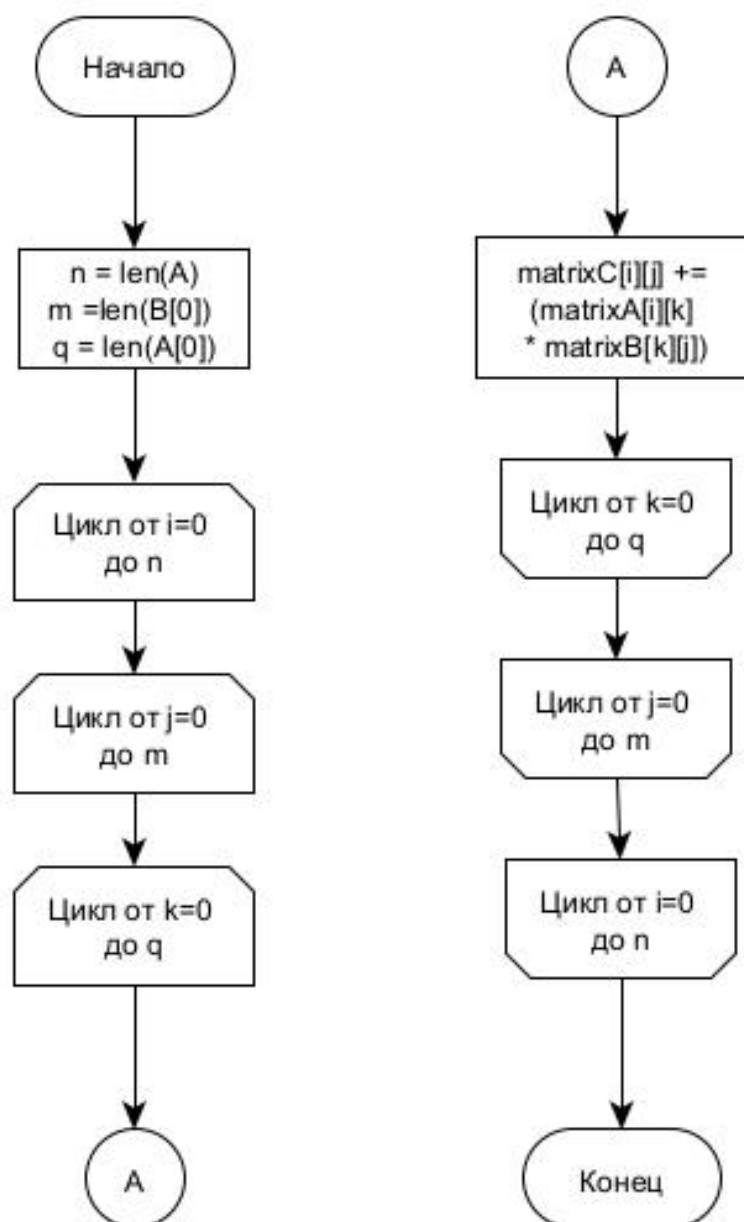 Начало
n = len(A)
m =len(B[0])
q = len(A[0])
Цикл от i=0
до n
Цикл от j=0
до m
Цикл от k=0
до q
A
A
matrixC[i][j] +=
(matrixA[i][k]
* matrixB[k][j])
Цикл от k=0
до q
Цикл от j=0
до m
Цикл от i=0
до n
Конец